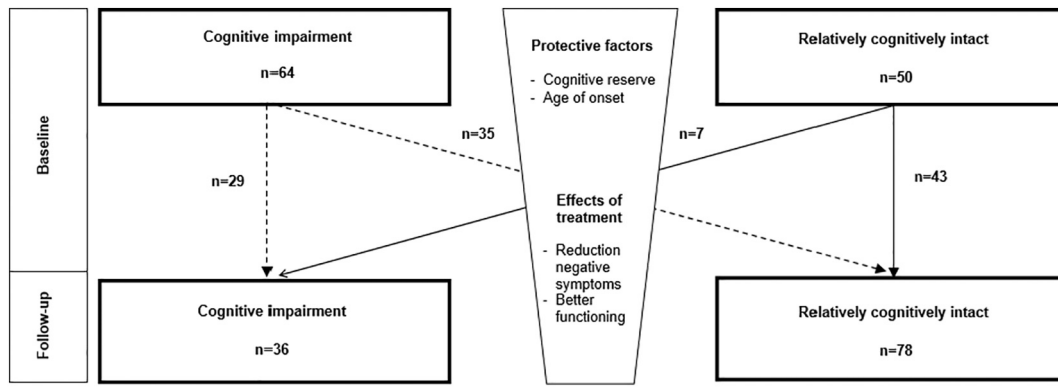 Baseline
Cognitive impairment
n=64
Protective factors
- Cognitive reserve
- Age of onset
Relatively cognitively intact
n=50
n=35
n=7
n=29
n=43
Effects of
treatment
- Reduction
negative
symptoms
- Better
functioning
Follow-up
Cognitive impairment
n=36
Relatively cognitively intact
n=78